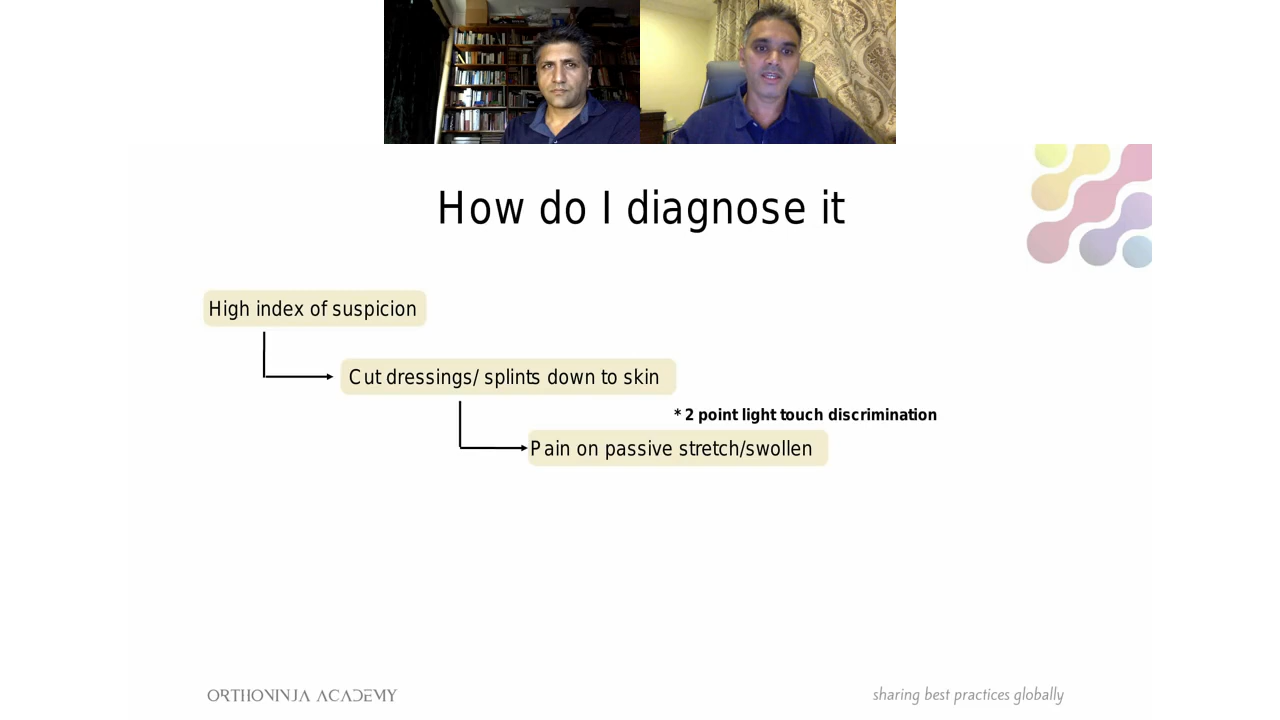 How do I diagnose it
High index of suspicion
Cut dressings/ splints down to skin
* 2 point light touch discrimination
Pain on passive stretch/swollen
ORTHONINJA ACADEMY
sharing best practices globally